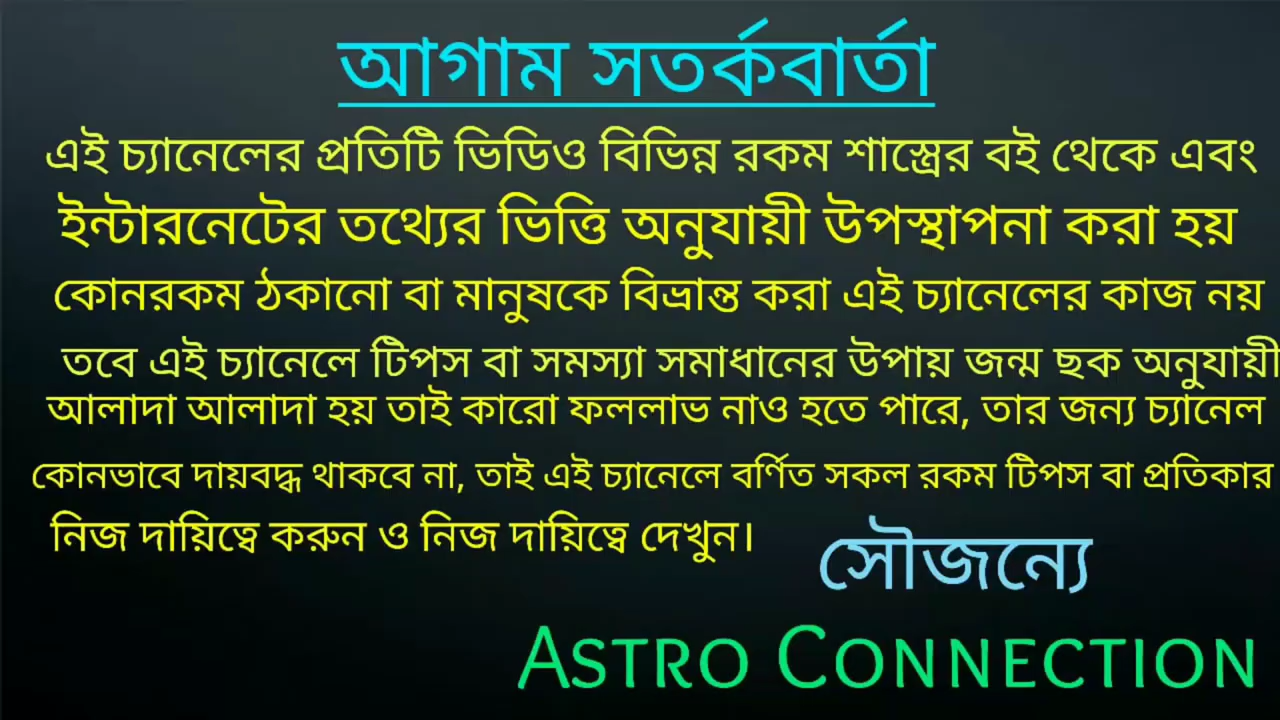 আগাম সতর্কবার্তা
এই চ্যানেলের প্রতিটি ভিডিও বিভিন্ন রকম শাস্ত্রের বই থেকে এবং
ইন্টারনেটের তথ্যের ভিত্তি অনুযায়ী উপস্থাপনা করা হয়
কোনরকম ঠকানো বা মানুষকে বিভ্রান্ত করা এই চ্যানেলের কাজ নয়
তবে এই চ্যানেলে টিপস বা সমস্যা সমাধানের উপায় জন্ম ছক অনুযায়ী
আলাদা আলাদা হয় তাই কারো ফললাভ নাও হতে পারে, তার জন্য চ্যানেল
কোনভাবে দায়বদ্ধ থাকবে না, তাই এই চ্যানেলে বর্ণিত সকল রকম টিপস বা প্রতিকার
নিজ দায়িত্বে করুন ও নিজ দায়িত্বে দেখুন।
সৌজন্যে
ASTRO CONNECTION